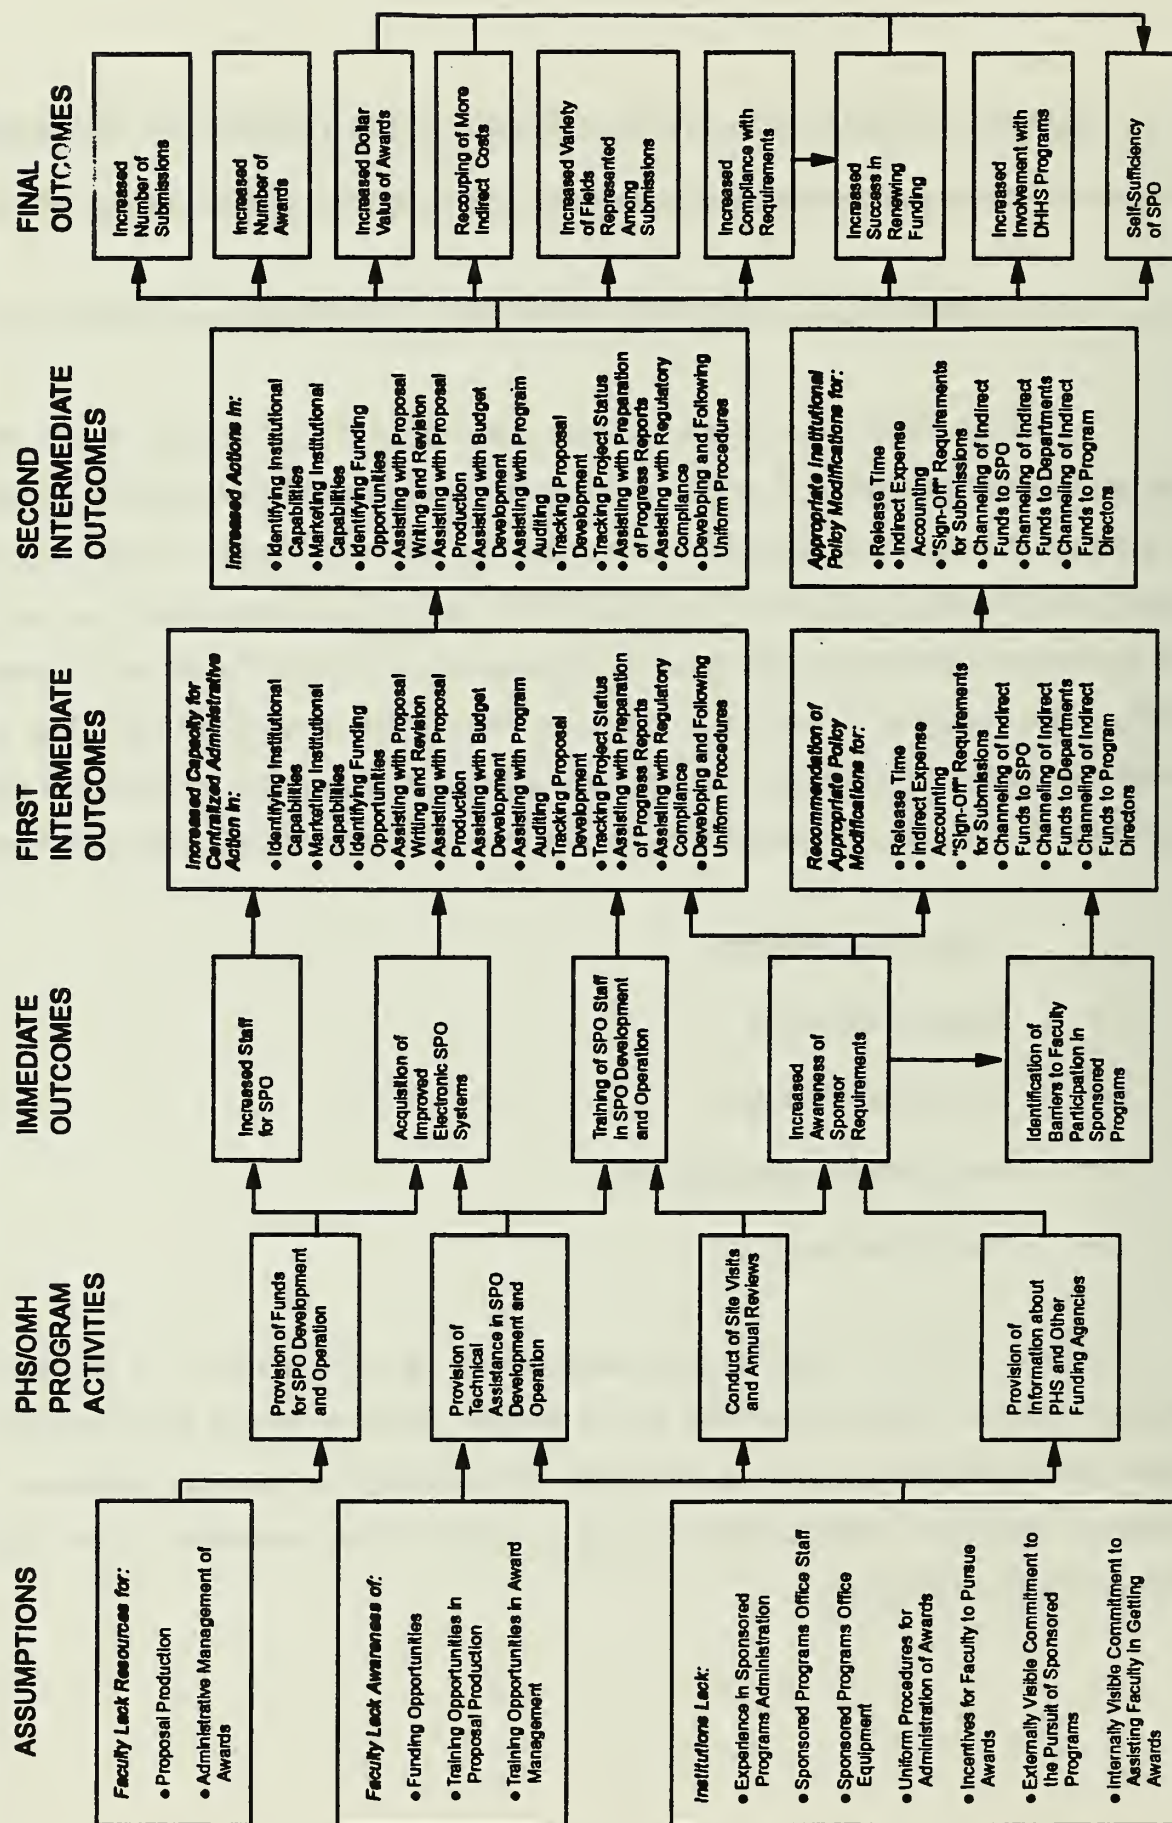 ASSUMPTIONS
Faculty Lack Resources for:
● Proposal Production
● Administrative Management of
Awards
Faculty Lack Awareness of:
● Funding Opportunities
● Training Opportunities in
Proposal Production
● Training Opportunities in Award
Management
Institutions Lack:
● Experience in Sponsored
Programs Administration
● Sponsored Programs Office Staff
● Sponsored Programs Office
Equipment
● Uniform Procedures for
Administration of Awards
● Incentives for Faculty to Pursue
Awards
● Externally Visible Commitment to
the Pursuit of Sponsored
Programs
● Internally Visible Commitment to
Assisting Faculty in Getting
Awards
PHS/OMH
PROGRAM
ACTIVITIES
Provision of Funds
for SPO Development
and Operation
Provision of
Technical
Assistance in SPO
Development and
Operation
Conduct of Site Visits
and Annual Reviews
Provision of
Information about
PHS and Other
Funding Agencies
IMMEDIATE
OUTCOMES
Increased Staff
for SPO
Acquisition of
Improved
Electronic SPO
Systems
Training of SPO Staff
in SPO Development
and Operation
Increased
Awareness of
Sponsor
Requirements
Identification of
Barriers to Faculty
Participation in
Sponsored
Programs
FIRST
INTERMEDIATE
OUTCOMES
Increased Capacity for
Centralized Administrative
Action in:
● Identifying Institutional
Capabilities
● Marketing Institutional
Capabilities
● Identifying Funding
Opportunities
● Assisting with Proposal
Writing and Revision
● Assisting with Proposal
Production
● Assisting with Budget
Development
● Assisting with Program
Auditing
● Tracking Proposal
Development
● Tracking Project Status
● Assisting with Preparation
of Progress Reports
● Assisting with Regulatory
Compliance
● Developing and Following
Uniform Procedures
Recommendation of
Appropriate Policy
Modifications for:
● Release Time
● Indirect Expense
Accounting
● "Sign-Off" Requirements
for Submissions
● Channeling of Indirect
Funds to SPO
● Channeling of Indirect
Funds to Departments
● Channeling of Indirect
Funds to Program
Directors
SECOND
INTERMEDIATE
OUTCOMES
Increased Actions in:
● Identifying Institutional
Capabilities
● Marketing Institutional
Capabilities
● Identifying Funding
Opportunities
● Assisting with Proposal
Writing and Revision
● Assisting with Proposal
Production
● Assisting with Budget
Development
● Assisting with Program
Auditing
● Tracking Proposal
Development
● Tracking Project Status
● Assisting with Preparation
of Progress Reports
● Assisting with Regulatory
Compliance
● Developing and Following
Uniform Procedures
Appropriate Institutional
Policy Modifications for:
● Release Time
● Indirect Expense
Accounting
● "Sign-Off" Requirements
for Submissions
● Channeling of Indirect
Funds to SPO
● Channeling of Indirect
Funds to Departments
● Channeling of Indirect
Funds to Program
Directors
FINAL
OUTCOMES
Increased
Number of
Submissions
Increased
Number of
Awards
Increased Dollar
Value of Awards
Recouping of More
Indirect Costs
Increased Variety
of Fields
Represented
Among
Submissions
Increased
Compliance with
Requirements
Increased
Success in
Renewing
Funding
Increased
Involvement with
DHHS Programs
Self-Sufficiency
of SPO